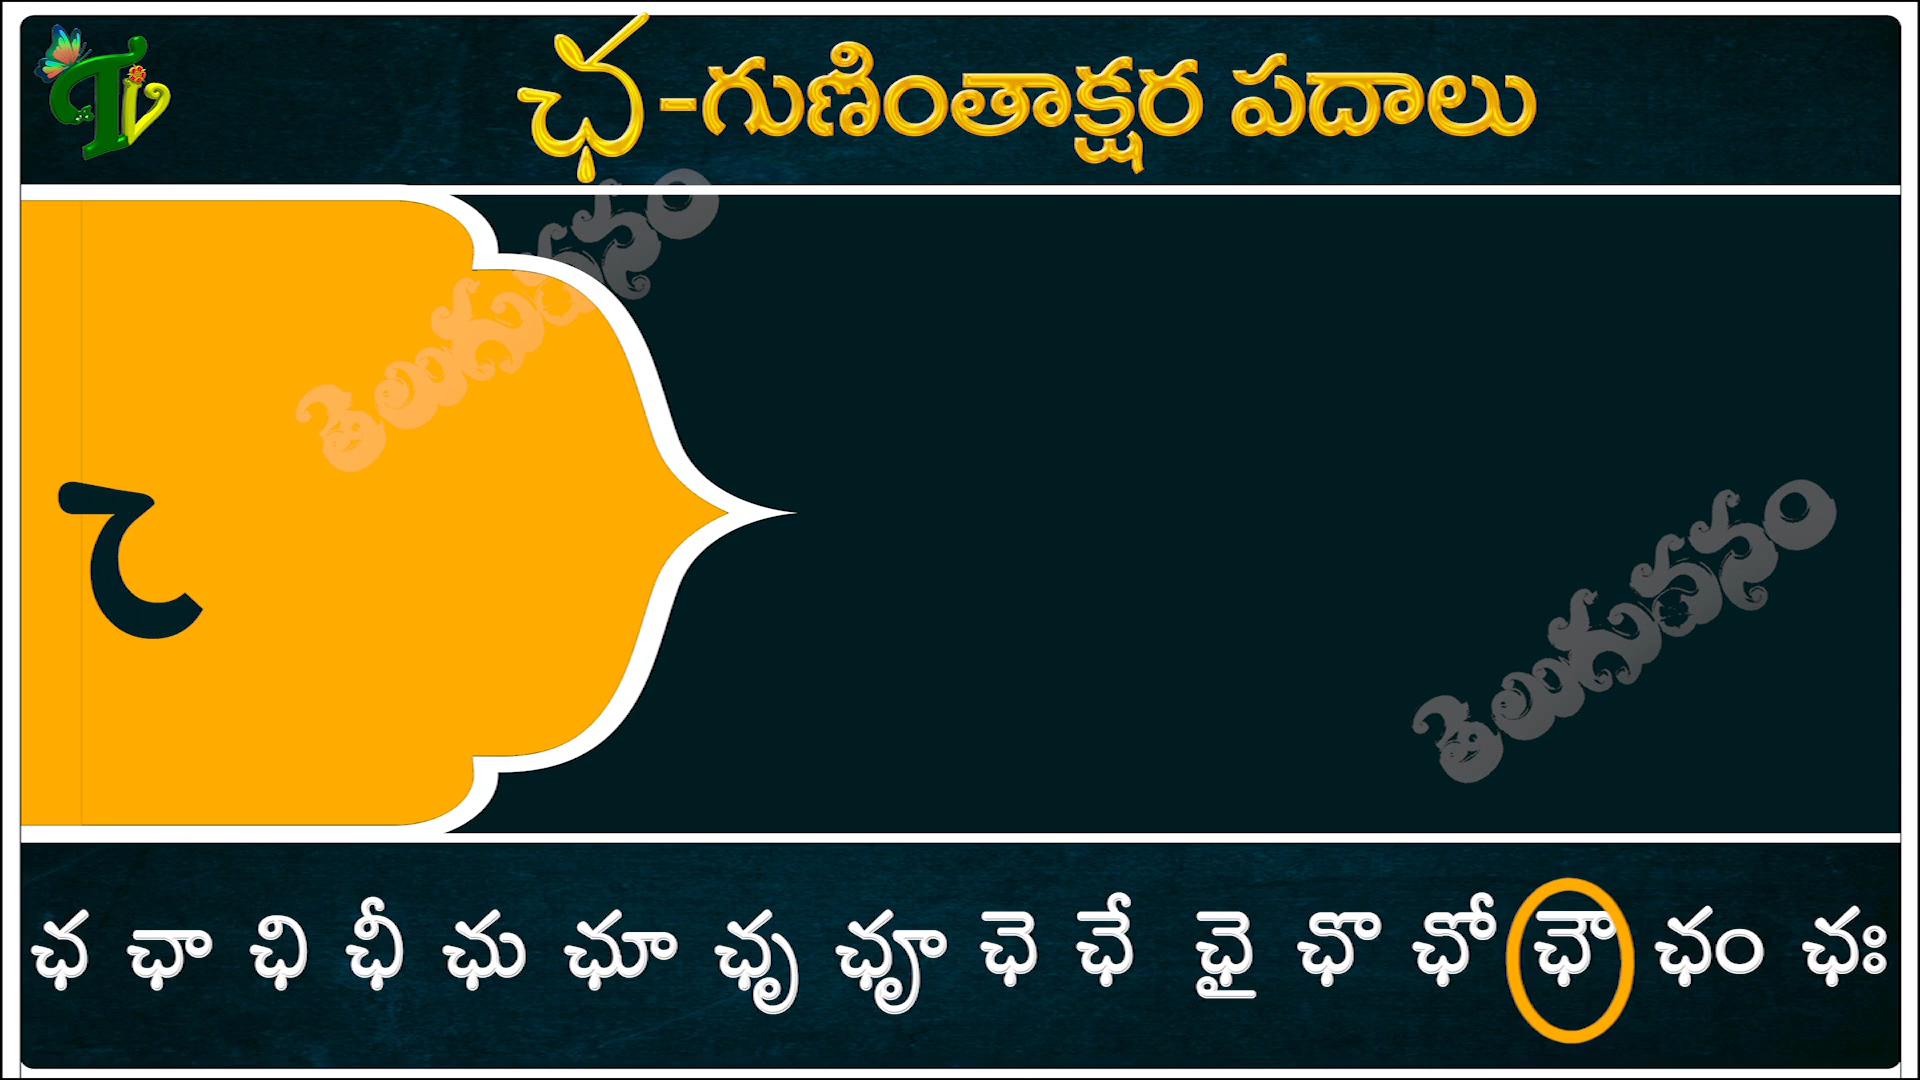 ఛ-గుణింతాక్షర పదాలు
తెలుగువనం
తెలుగువనం
ఛ ఛా ఛి ఛీ ఛు ఛూ ఛృ ఛౄ ఛె ఛే ఛై ఛొ ఛో ఛౌ ఛం ఛః